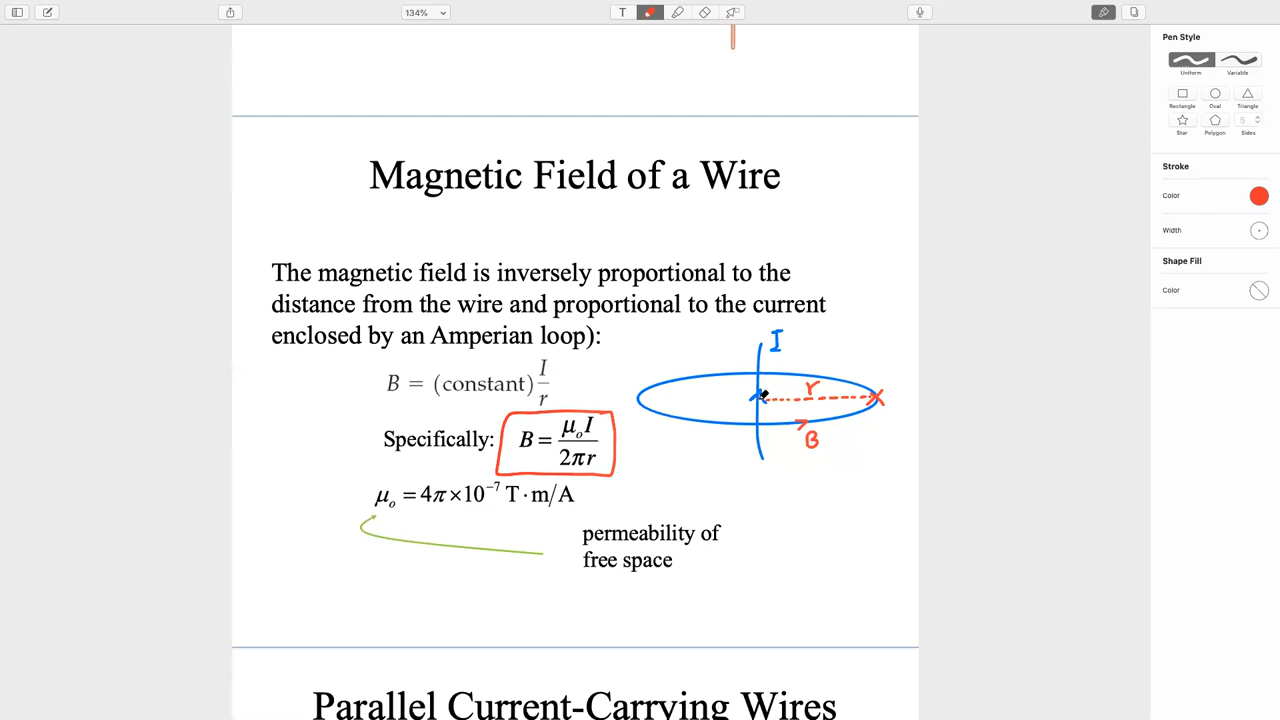 134%
T
Pen Style
Uniform
Variable
Rectangle
Oval
Triangle
Star
Polygon
5
Sides
Stroke
Color
Width
Shape Fill
Color
Magnetic Field of a Wire
The magnetic field is inversely proportional to the
distance from the wire and proportional to the current
enclosed by an Amperian loop):
B = (constant) I/r
Specifically: B = μₒI/2πr
μₒ = 4π×10⁻⁷ T·m/A
permeability of
free space
I
r
B
Parallel Current-Carrying Wires